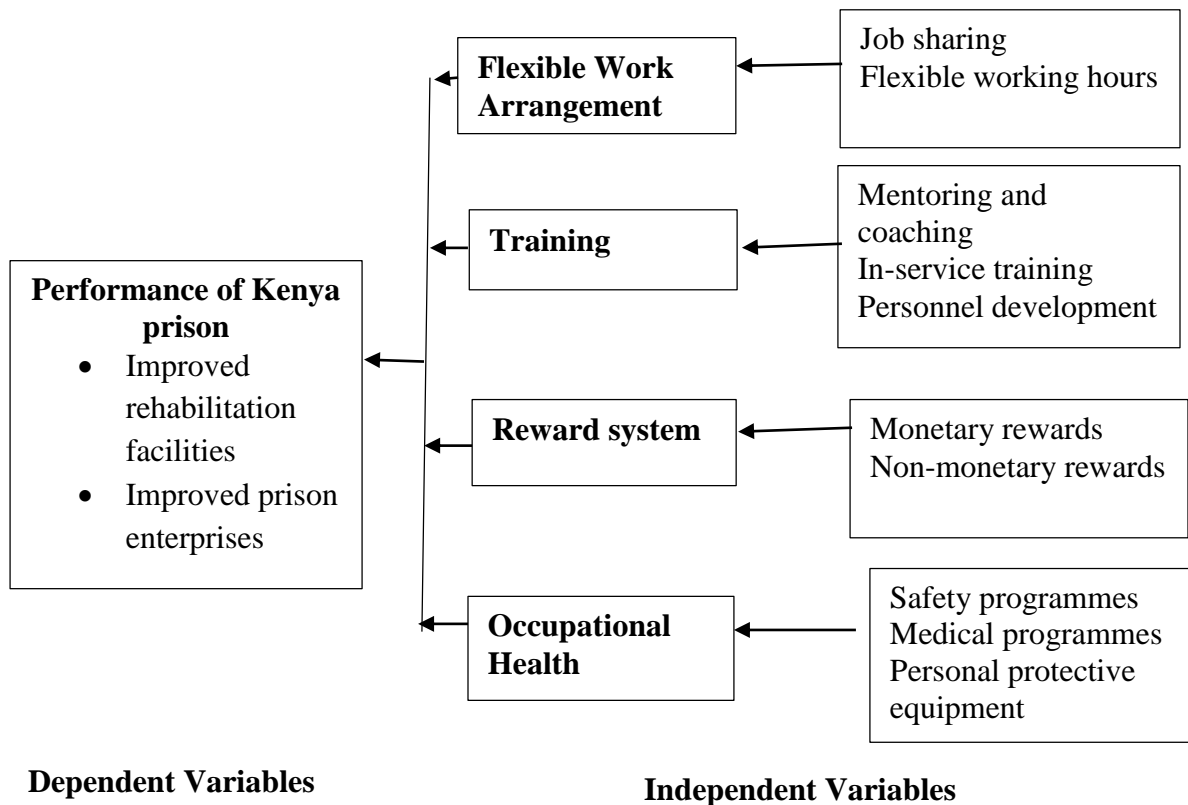 Flexible Work
Arrangement
Job sharing
Flexible working hours
Training
Mentoring and
coaching
In-service training
Personnel development
Performance of Kenya
prison
• Improved
rehabilitation
facilities
• Improved prison
enterprises
Reward system
Monetary rewards
Non-monetary rewards
Occupational
Health
Safety programmes
Medical programmes
Personal protective
equipment
Dependent Variables
Independent Variables